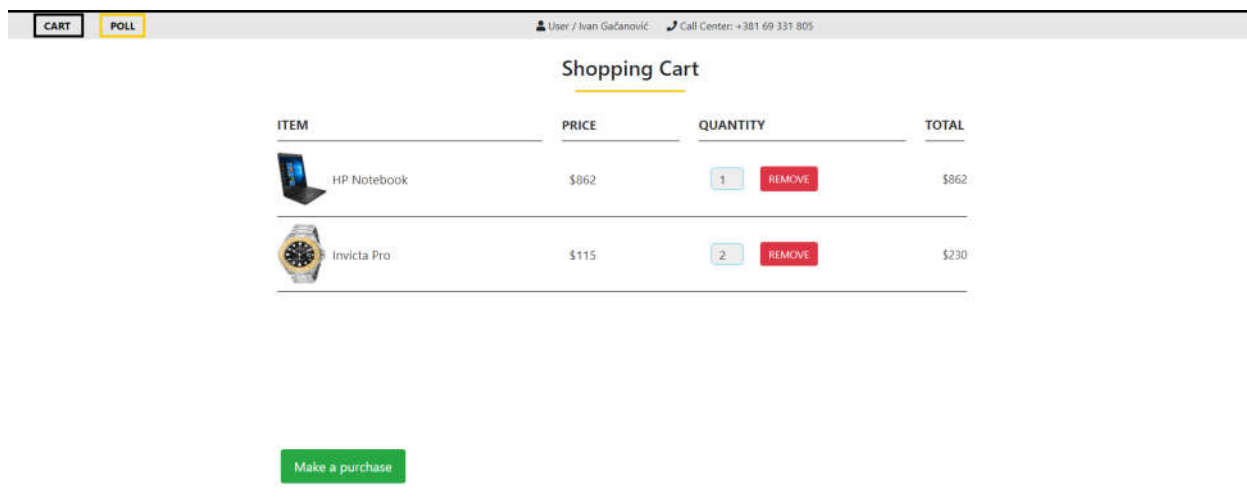 CART POLL User / Ivan Gačanović Call Center: +381 69 331 805
Shopping Cart
ITEM PRICE QUANTITY TOTAL
HP Notebook $862 1 REMOVE $862
Invicta Pro $115 2 REMOVE $230
Make a purchase